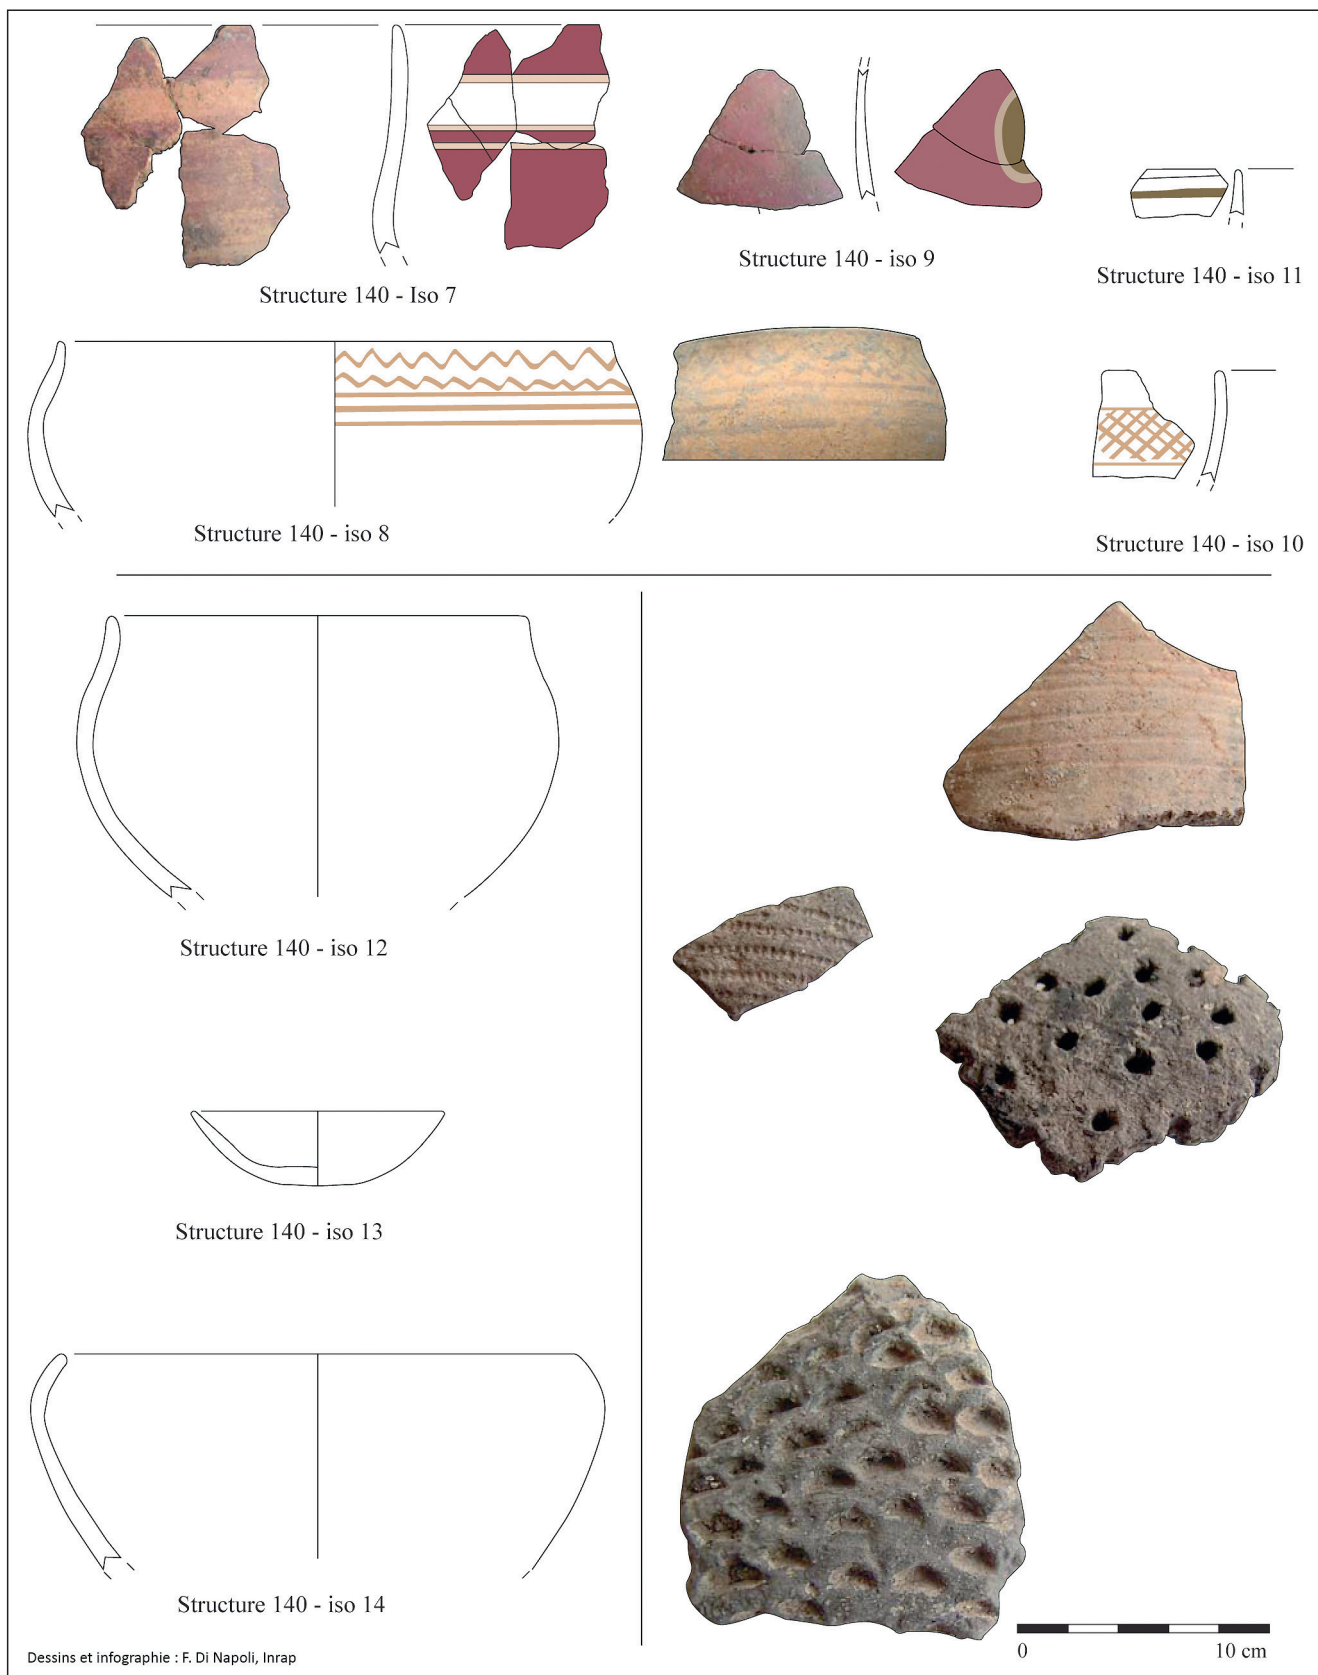 Structure 140 - Iso 7
Structure 140 - iso 9
Structure 140 - iso 11
Structure 140 - iso 8
Structure 140 - iso 10
Structure 140 - iso 12
Structure 140 - iso 13
Structure 140 - iso 14
0 10 cm
Dessins et infographie : F. Di Napoli, Inrap